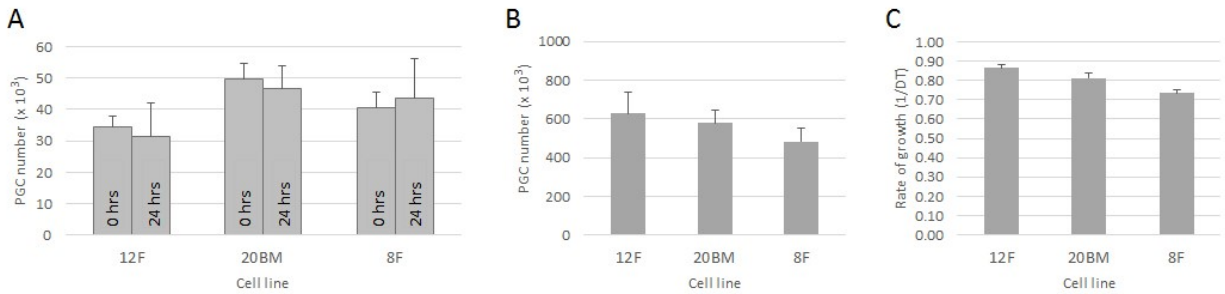 A
PGC number (x 10³)
60
50
40
30
20
10
0
0 hrs
24 hrs
0 hrs
24 hrs
0 hrs
24 hrs
12F
20BM
8F
Cell line
B
PGC number (x 10³)
1000
800
600
400
200
0
12F
20BM
8F
Cell line
C
Rate of growth (1/DT)
1.00
0.90
0.80
0.70
0.60
0.50
0.40
0.30
0.20
0.10
0.00
12F
20BM
8F
Cell line